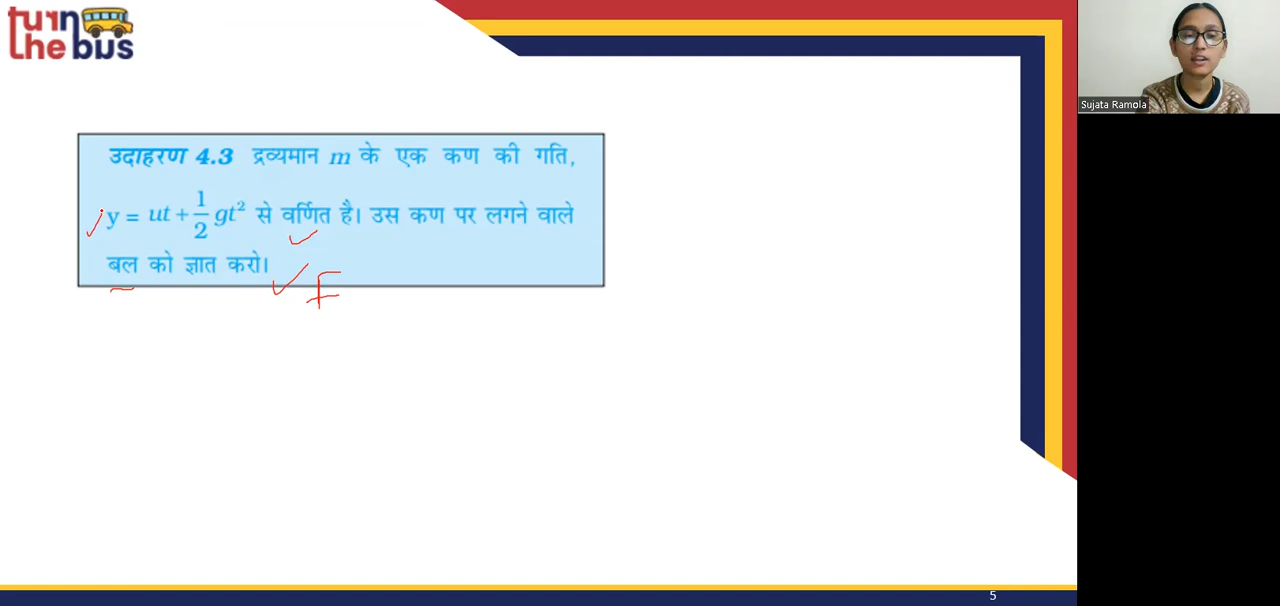 turn
the bus
Sujata Ramola
उदाहरण 4.3 द्रव्यमान m के एक कण की गति,
y = ut + 1/2 gt² से वर्णित है। उस कण पर लगने वाले
बल को ज्ञात करो।
F
5